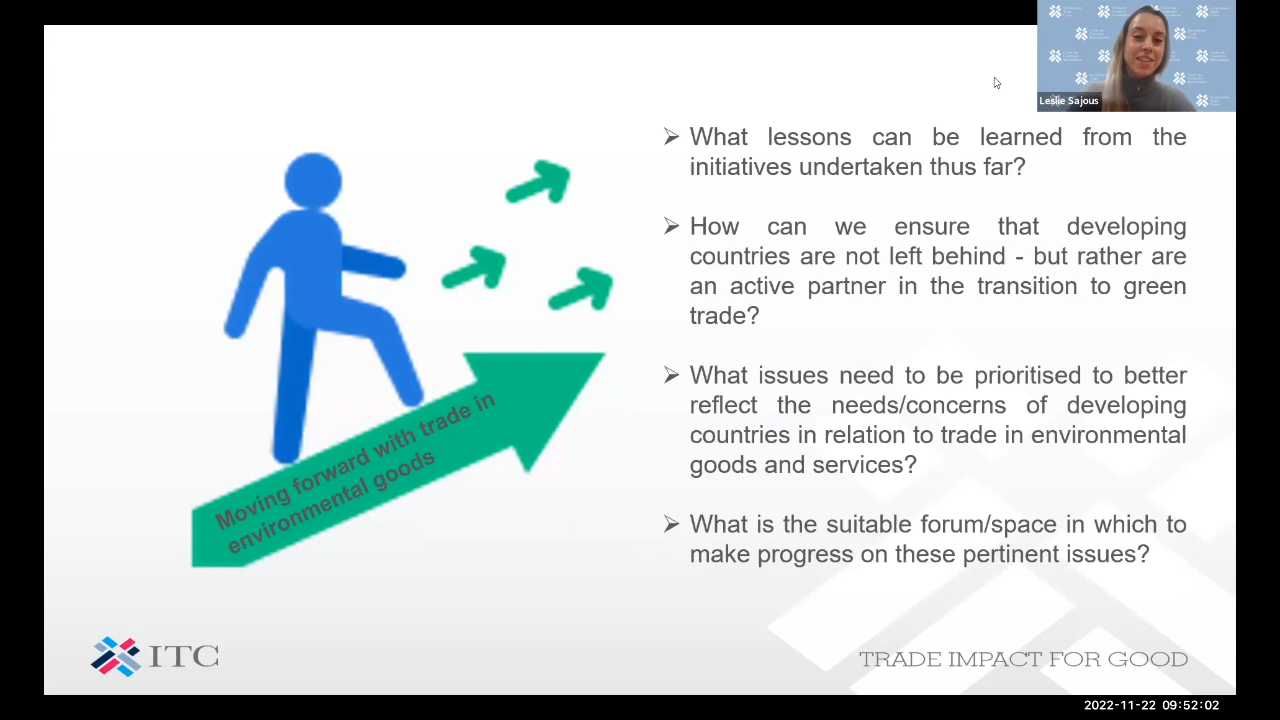 Leslie Sajous
➢ What lessons can be learned from the
initiatives undertaken thus far?
➢ How can we ensure that developing
countries are not left behind - but rather are
an active partner in the transition to green
trade?
➢ What issues need to be prioritised to better
reflect the needs/concerns of developing
countries in relation to trade in environmental
goods and services?
➢ What is the suitable forum/space in which to
make progress on these pertinent issues?
Moving forward with trade in
environmental goods
ITC
TRADE IMPACT FOR GOOD
2022-11-22 09:52:02